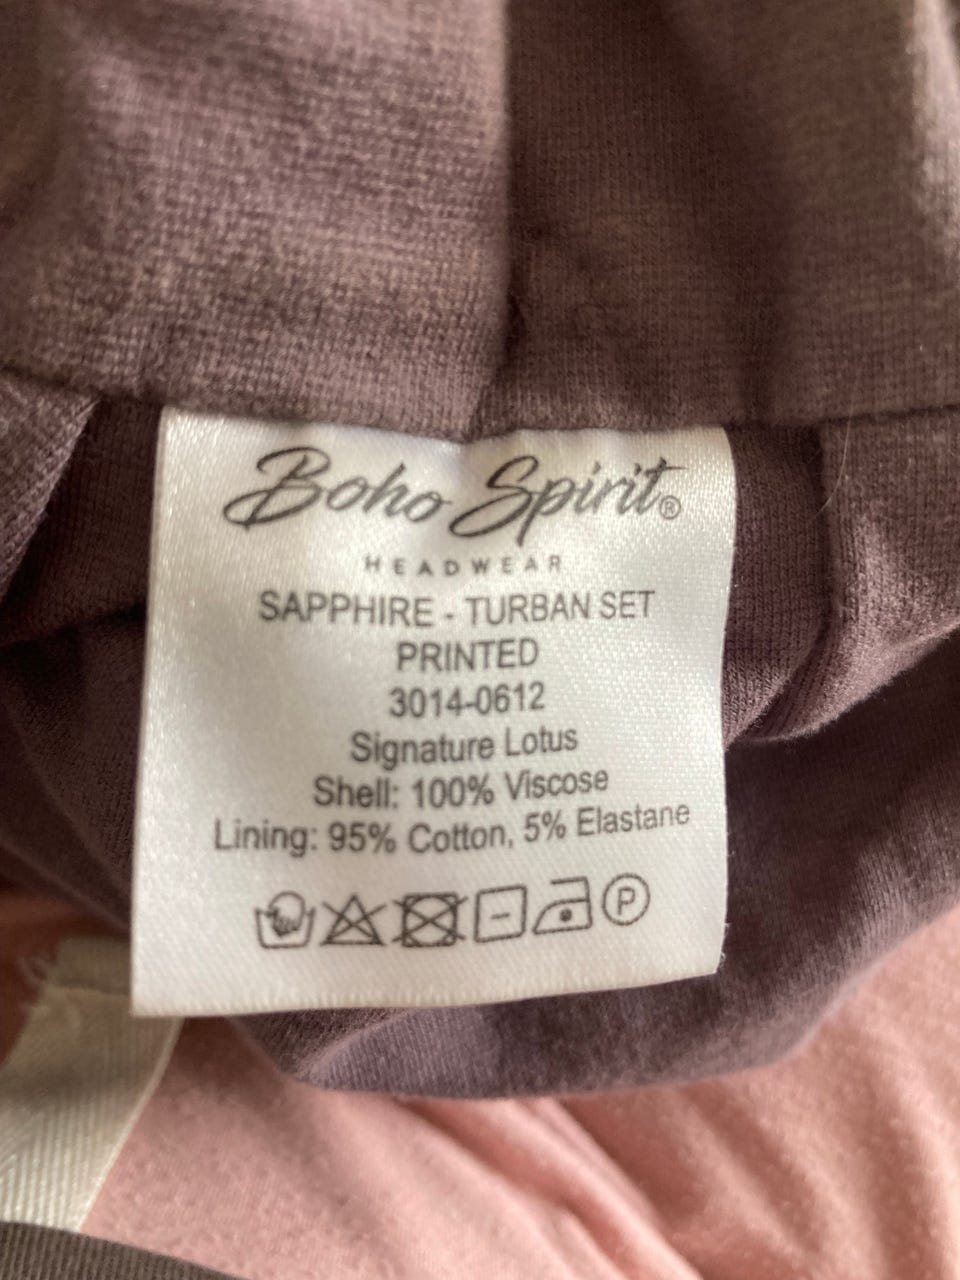 Boho Spirit®
HEADWEAR
SAPPHIRE - TURBAN SET
PRINTED
3014-0612
Signature Lotus
Shell: 100% Viscose
Lining: 95% Cotton, 5% Elastane
P